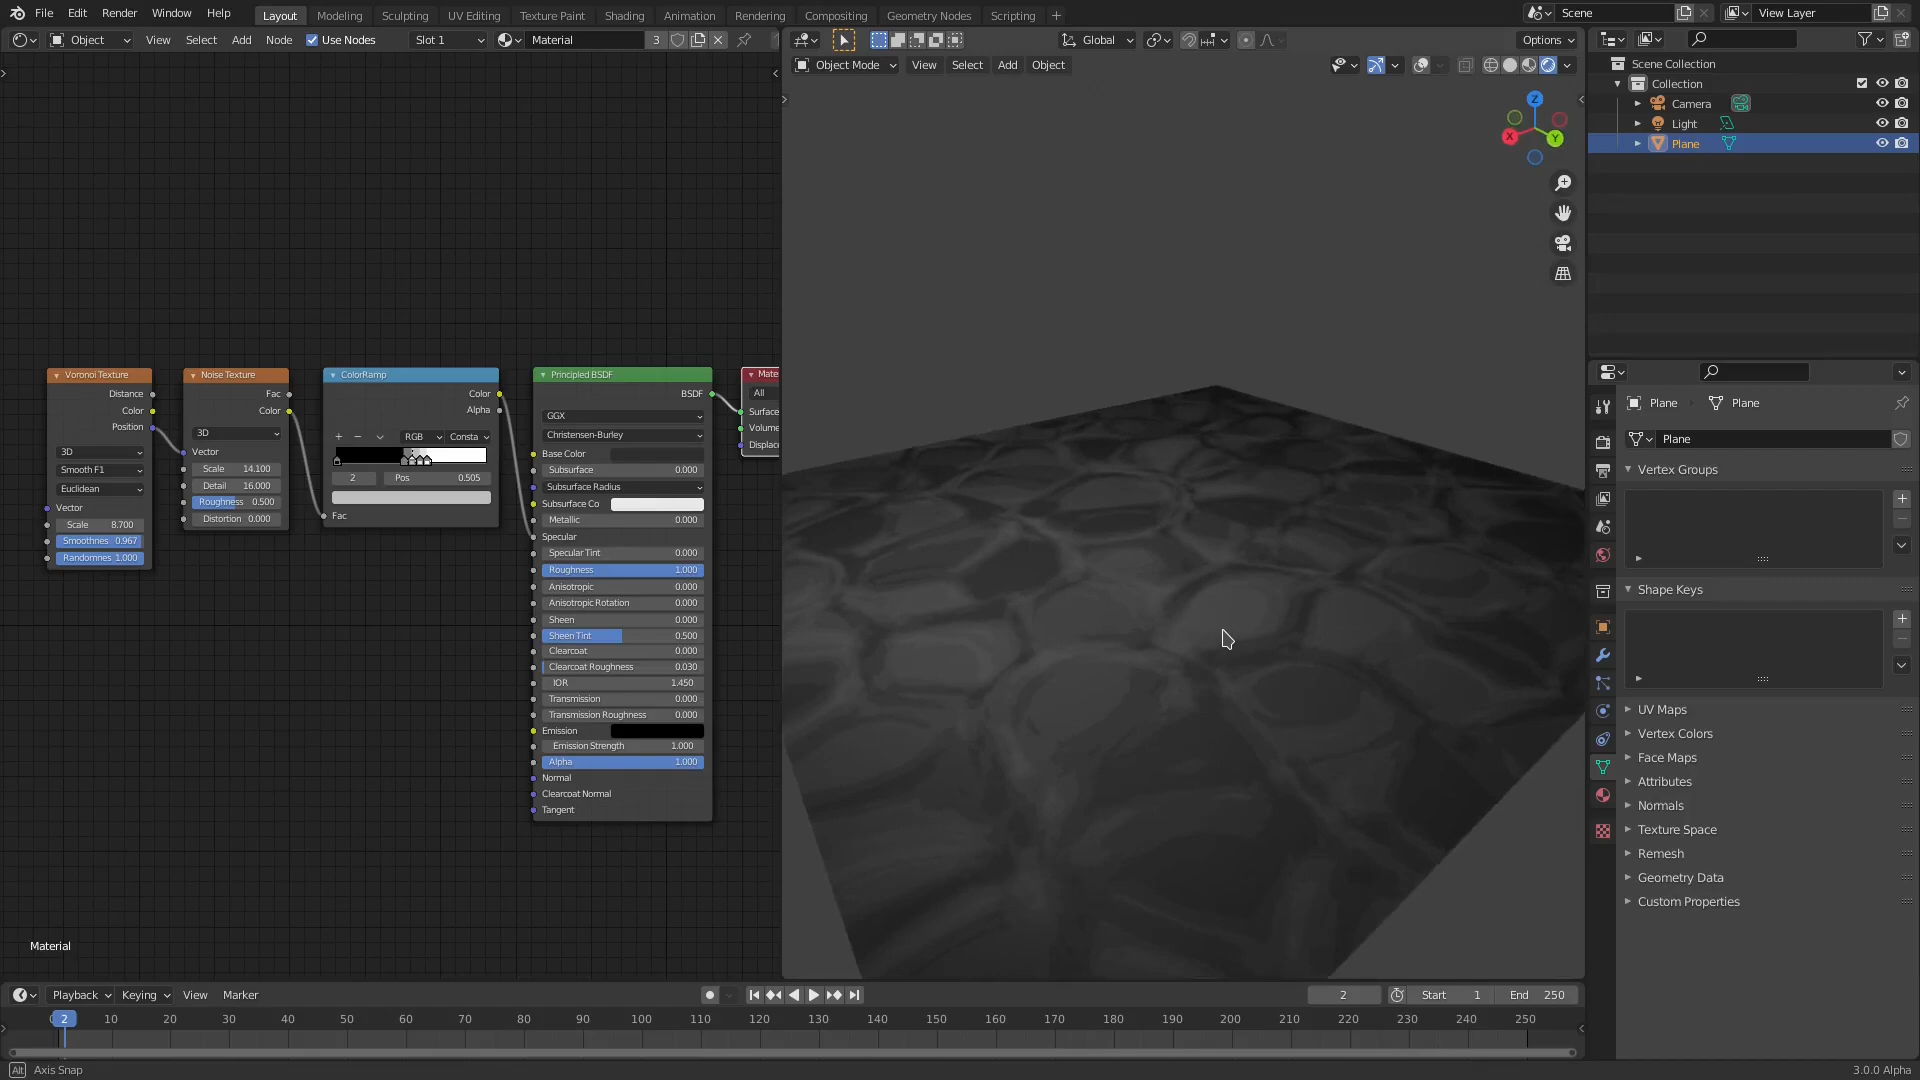 File Edit Render Window Help Layout Modeling Sculpting UV Editing Texture Paint Shading Animation Rendering Compositing Geometry Nodes Scripting + Scene View Layer
Object View Select Add Node Use Nodes Slot 1 Material 3 Global Options
Object Mode View Select Add Object
Z
X
Y
Scene Collection
Collection
Camera
Light
Plane
Voronoi Texture
Distance
Color
Position
3D
Smooth F1
Euclidean
Vector
Scale 8.700
Smoothnes 0.967
Randomnes 1.000
Noise Texture
Fac
Color
3D
Vector
Scale 14.100
Detail 16.000
Roughness 0.500
Distortion 0.000
ColorRamp
Color
Alpha
+ − RGB Consta
2 Pos 0.505
Fac
Principled BSDF
BSDF
GGX
Christensen-Burley
Base Color
Subsurface 0.000
Subsurface Radius
Subsurface Co
Metallic 0.000
Specular
Specular Tint 0.000
Roughness 1.000
Anisotropic 0.000
Anisotropic Rotation 0.000
Sheen 0.000
Sheen Tint 0.500
Clearcoat 0.000
Clearcoat Roughness 0.030
IOR 1.450
Transmission 0.000
Transmission Roughness 0.000
Emission
Emission Strength 1.000
Alpha 1.000
Normal
Clearcoat Normal
Tangent
Mate
All
Surface
Volume
Displac
Material
Plane Plane
Plane
Vertex Groups
Shape Keys
UV Maps
Vertex Colors
Face Maps
Attributes
Normals
Texture Space
Remesh
Geometry Data
Custom Properties
Playback Keying View Marker 2 Start 1 End 250
2 10 20 30 40 50 60 70 80 90 100 110 120 130 140 150 160 170 180 190 200 210 220 230 240 250
Alt Axis Snap 3.0.0 Alpha